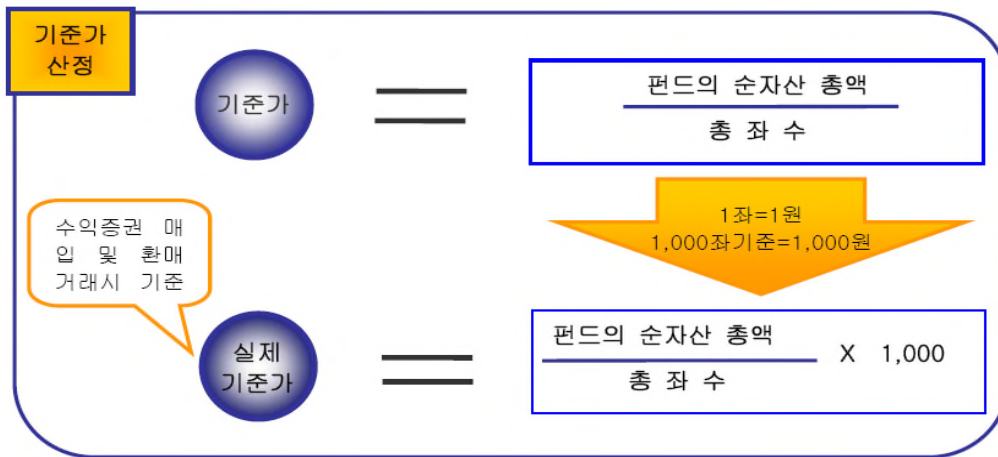 기준가
산정
기준가
펀드의 순자산 총액
총 좌 수
1좌=1원
1,000좌기준=1,000원
수익증권 매
입 및 환매
거래시 기준
실제
기준가
펀드의 순자산 총액
총 좌 수
X 1,000